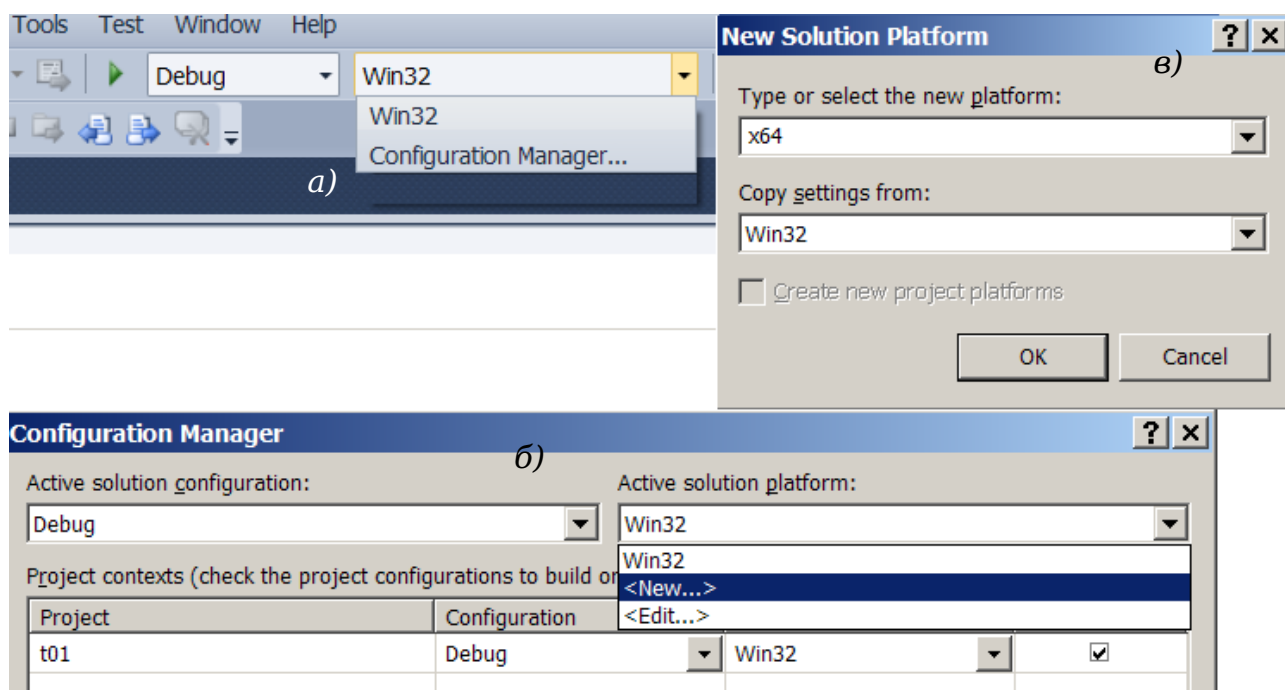 Tools Test Window Help
Debug Win32
Win32
Configuration Manager...
а)
New Solution Platform
в)
Type or select the new platform:
x64
Copy settings from:
Win32
Create new project platforms
OK Cancel
Configuration Manager
б)
Active solution configuration: Active solution platform:
Debug Win32
Win32
Project contexts (check the project configurations to build or
<New...>
Project Configuration <Edit...>
t01 Debug Win32